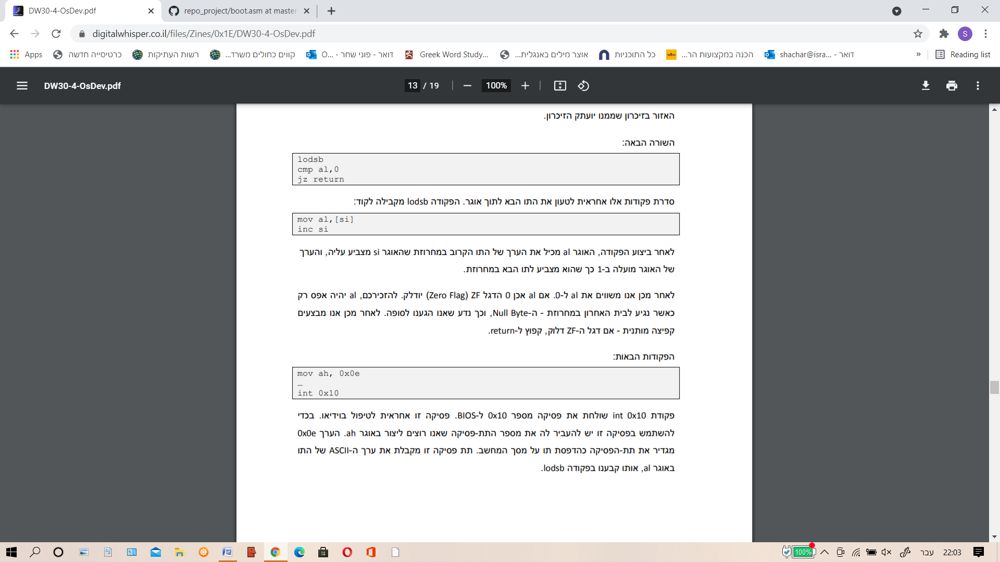 DW30-4-OsDev.pdf
repo_project/boot.asm at master
digitalwhisper.co.il/files/Zines/0x1E/DW30-4-OsDev.pdf
S
Apps
כרטיסייה חדשה
רשות העתיקות
קווים כחולים משרד...
דואר - פוני שחר - O...
Greek Word Study...
אוצר מילים באנגלית...
כל התוכניות
הכנה במקצועות הר...
דואר - shachar@isra...
»
Reading list
DW30-4-OsDev.pdf
13 / 19
100%
האזור בזיכרון שממנו יועתק הזיכרון.
השורה הבאה:
lodsb
cmp al,0
jz return
סדרת פקודות אלו אחראית לטעון את התו הבא לתוך אוגר. הפקודה lodsb מקבילה לקוד:
mov al,[si]
inc si
לאחר ביצוע הפקודה, האוגר al מכיל את הערך של התו הקרוב במחרוזת שהאוגר si מצביע עליה, והערך
של האוגר מועלה ב-1 כך שהוא מצביע לתו הבא במחרוזת.
לאחר מכן אנו משווים את al ל-0. אם al אכן 0 הדגל ZF (Zero Flag) יודלק. להזכירכם, al יהיה אפס רק
כאשר נגיע לבית האחרון במחרוזת - ה-Null Byte, וכך נדע שאנו הגענו לסופה. לאחר מכן אנו מבצעים
קפיצה מותנית - אם דגל ה-ZF דלוק, קפוץ ל-return.
הפקודות הבאות:
mov ah, 0x0e
…
int 0x10
פקודת int 0x10 שולחת את פסיקה מספר 0x10 ל-BIOS. פסיקה זו אחראית לטיפול בוידיאו. בכדי
להשתמש בפסיקה זו יש להעביר לה את מספר התת-פסיקה שאנו רוצים ליצור באוגר ah. הערך 0x0e
מגדיר את תת-הפסיקה כהדפסת תו על מסך המחשב. תת פסיקה זו מקבלת את ערך ה-ASCII של התו
באוגר al, אותו קבענו בפקודה lodsb.
100%
עבר
22:03